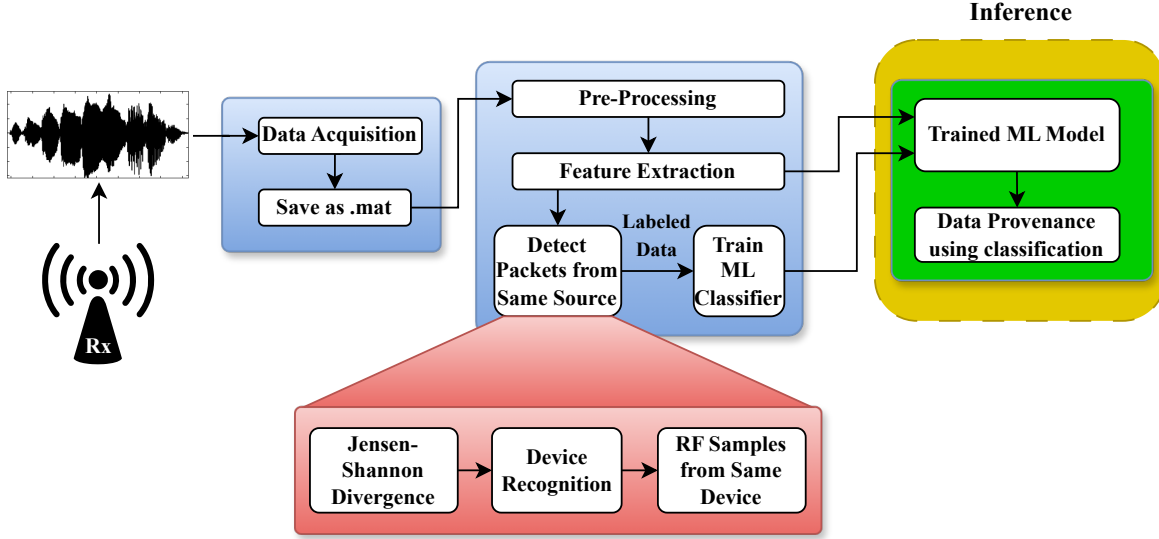 Inference
Data Acquisition
Save as .mat
Pre-Processing
Feature Extraction
Detect
Packets from
Same Source
Labeled
Data
Train
ML
Classifier
Trained ML Model
Data Provenance
using classification
Rx
Jensen-
Shannon
Divergence
Device
Recognition
RF Samples
from Same
Device